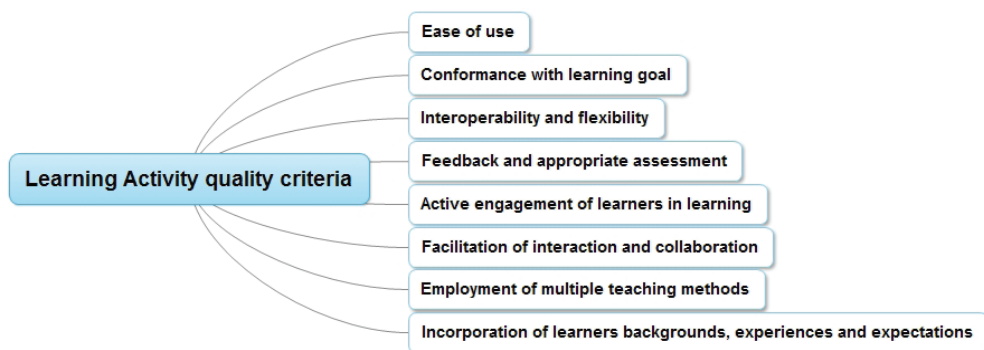 Learning Activity quality criteria
Ease of use
Conformance with learning goal
Interoperability and flexibility
Feedback and appropriate assessment
Active engagement of learners in learning
Facilitation of interaction and collaboration
Employment of multiple teaching methods
Incorporation of learners backgrounds, experiences and expectations